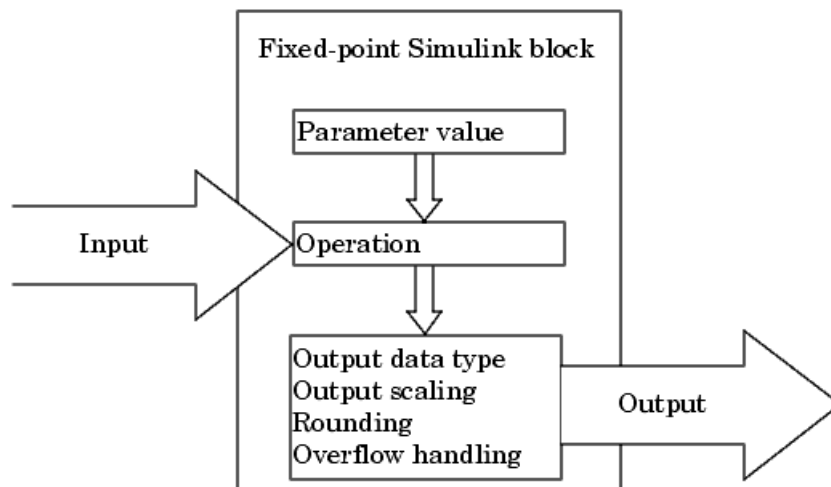 Fixed-point Simulink block
Parameter value
Input
Operation
Output data type
Output scaling
Rounding
Overflow handling
Output